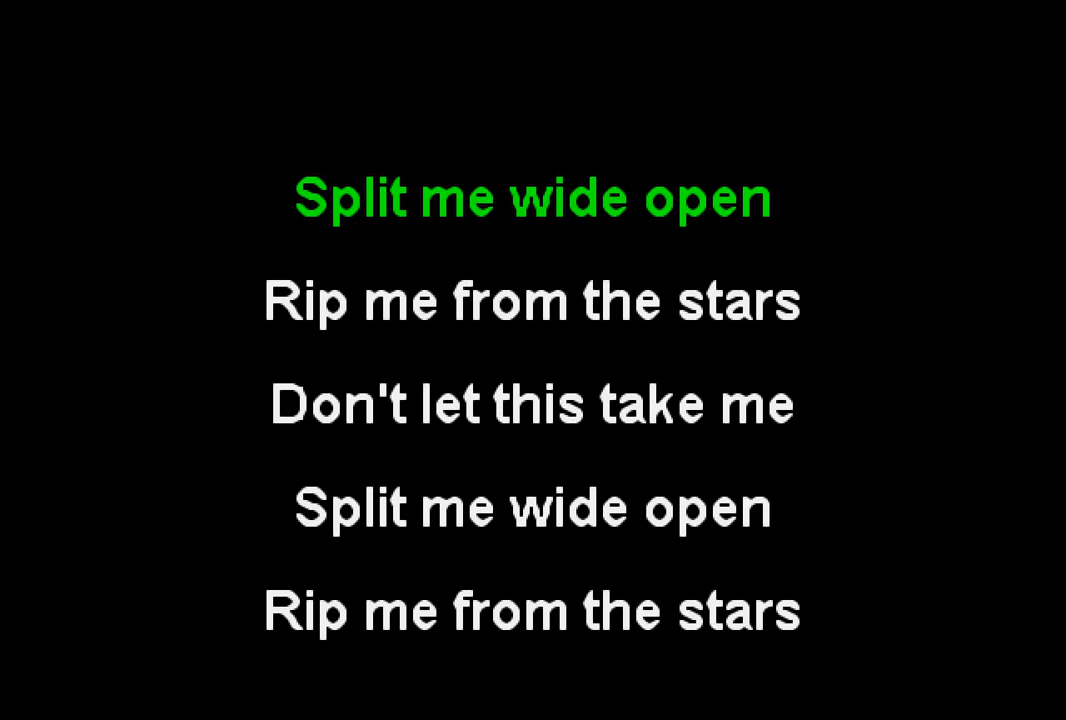 Split me wide open
Rip me from the stars
Don't let this take me
Split me wide open
Rip me from the stars